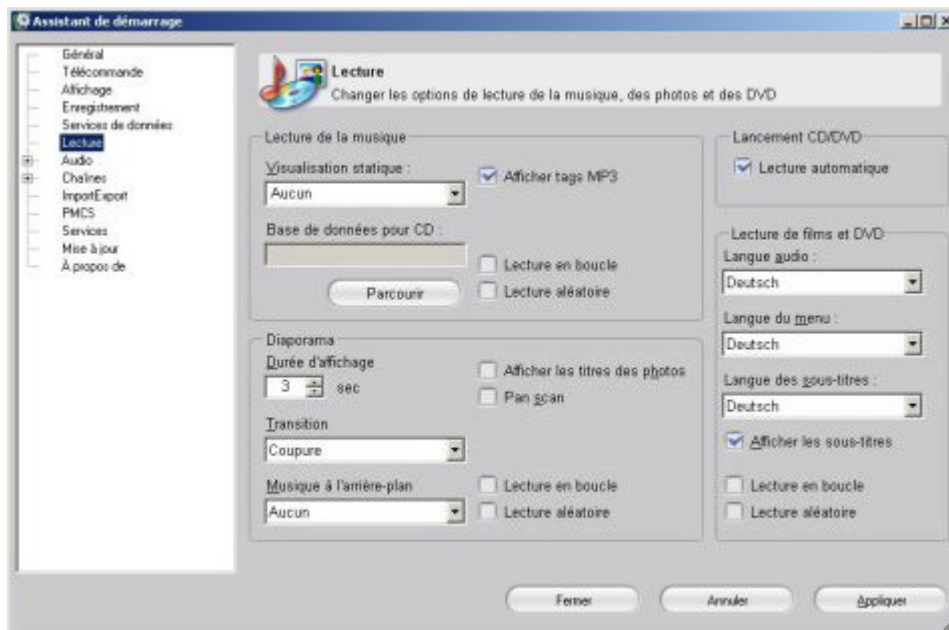 Assistant de démarrage
Général
Télécommande
Affichage
Enregistrement
Services de données
Lecture
Audio
Chaînes
ImportExport
PMCS
Services
Mise à jour
À propos de
Lecture
Changer les options de lecture de la musique, des photos et des DVD
Lecture de la musique
Visualisation statique :
Aucun
Afficher tags MP3
Base de données pour CD :
Parcourir
Lecture en boucle
Lecture aléatoire
Diaporama
Durée d'affichage
3 sec
Afficher les titres des photos
Pan scan
Transition
Coupure
Musique à l'arrière-plan
Aucun
Lecture en boucle
Lecture aléatoire
Lancement CD/DVD
Lecture automatique
Lecture de films et DVD
Langue audio :
Deutsch
Langue du menu :
Deutsch
Langue des sous-titres :
Deutsch
Afficher les sous-titres
Lecture en boucle
Lecture aléatoire
Fermer
Annuler
Appliquer